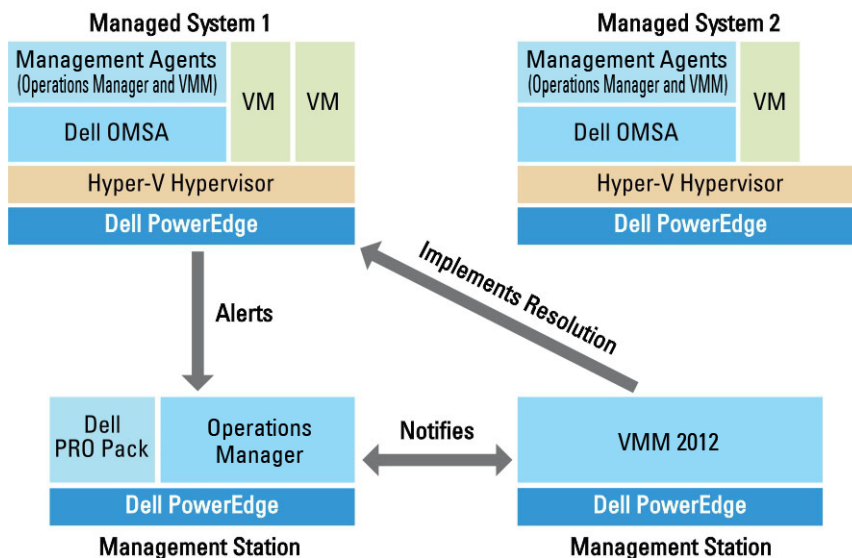 Managed System 1
Management Agents
(Operations Manager and VMM)
Dell OMSA
VM
VM
Hyper-V Hypervisor
Dell PowerEdge
Managed System 2
Management Agents
(Operations Manager and VMM)
Dell OMSA
VM
Hyper-V Hypervisor
Dell PowerEdge
Alerts
Implements Resolution
Dell
PRO Pack
Operations
Manager
Dell PowerEdge
Management Station
Notifies
VMM 2012
Dell PowerEdge
Management Station